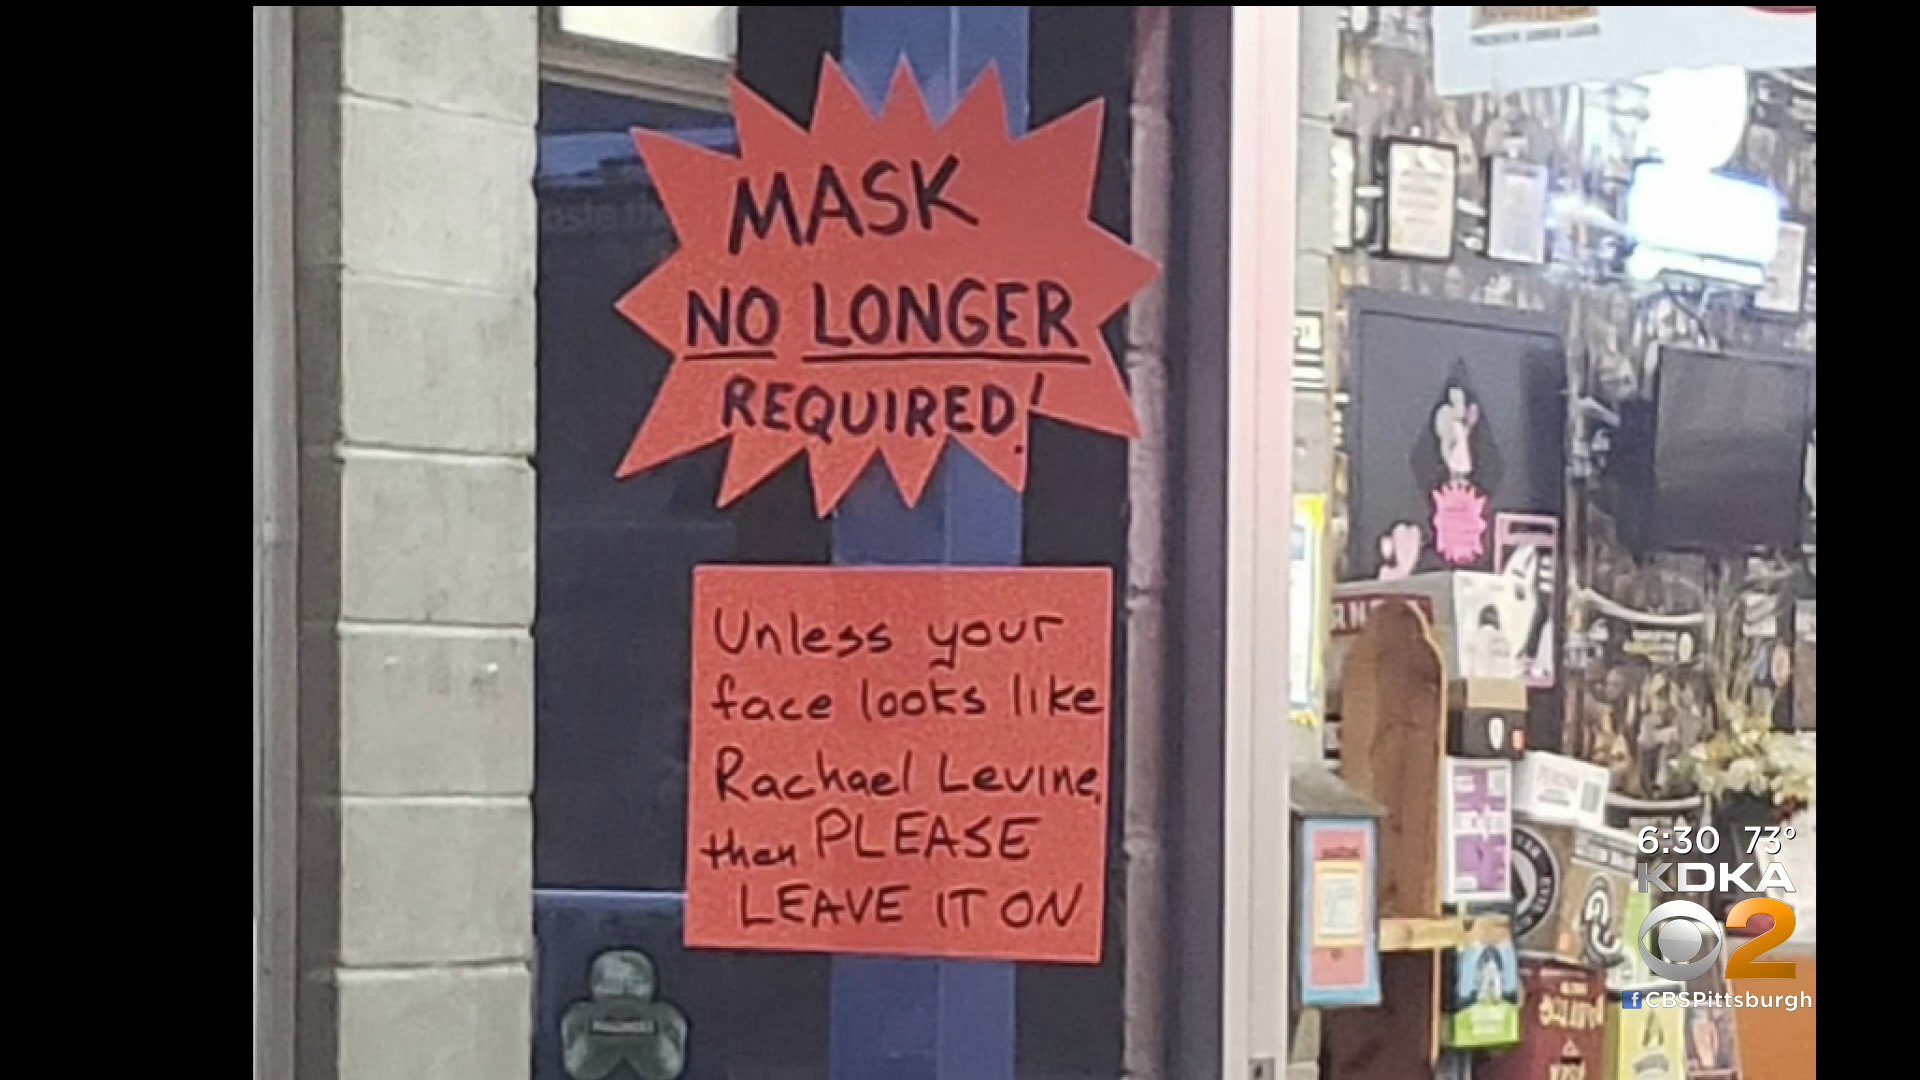 MASK
NO LONGER
REQUIRED!
Unless your
face looks like
Rachael Levine,
then PLEASE
LEAVE IT ON
6:30 73°
KDKA
2
f CBSPittsburgh